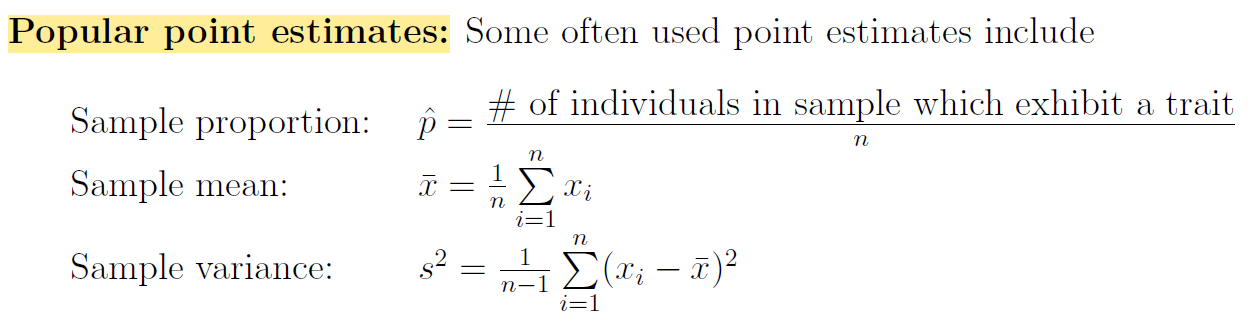 Popular point estimates: Some often used point estimates include
Sample proportion: p̂ = # of individuals in sample which exhibit a trait / n
Sample mean: x̄ = 1/n ∑_{i=1}^{n} x_i
Sample variance: s² = 1/(n−1) ∑_{i=1}^{n} (x_i − x̄)²